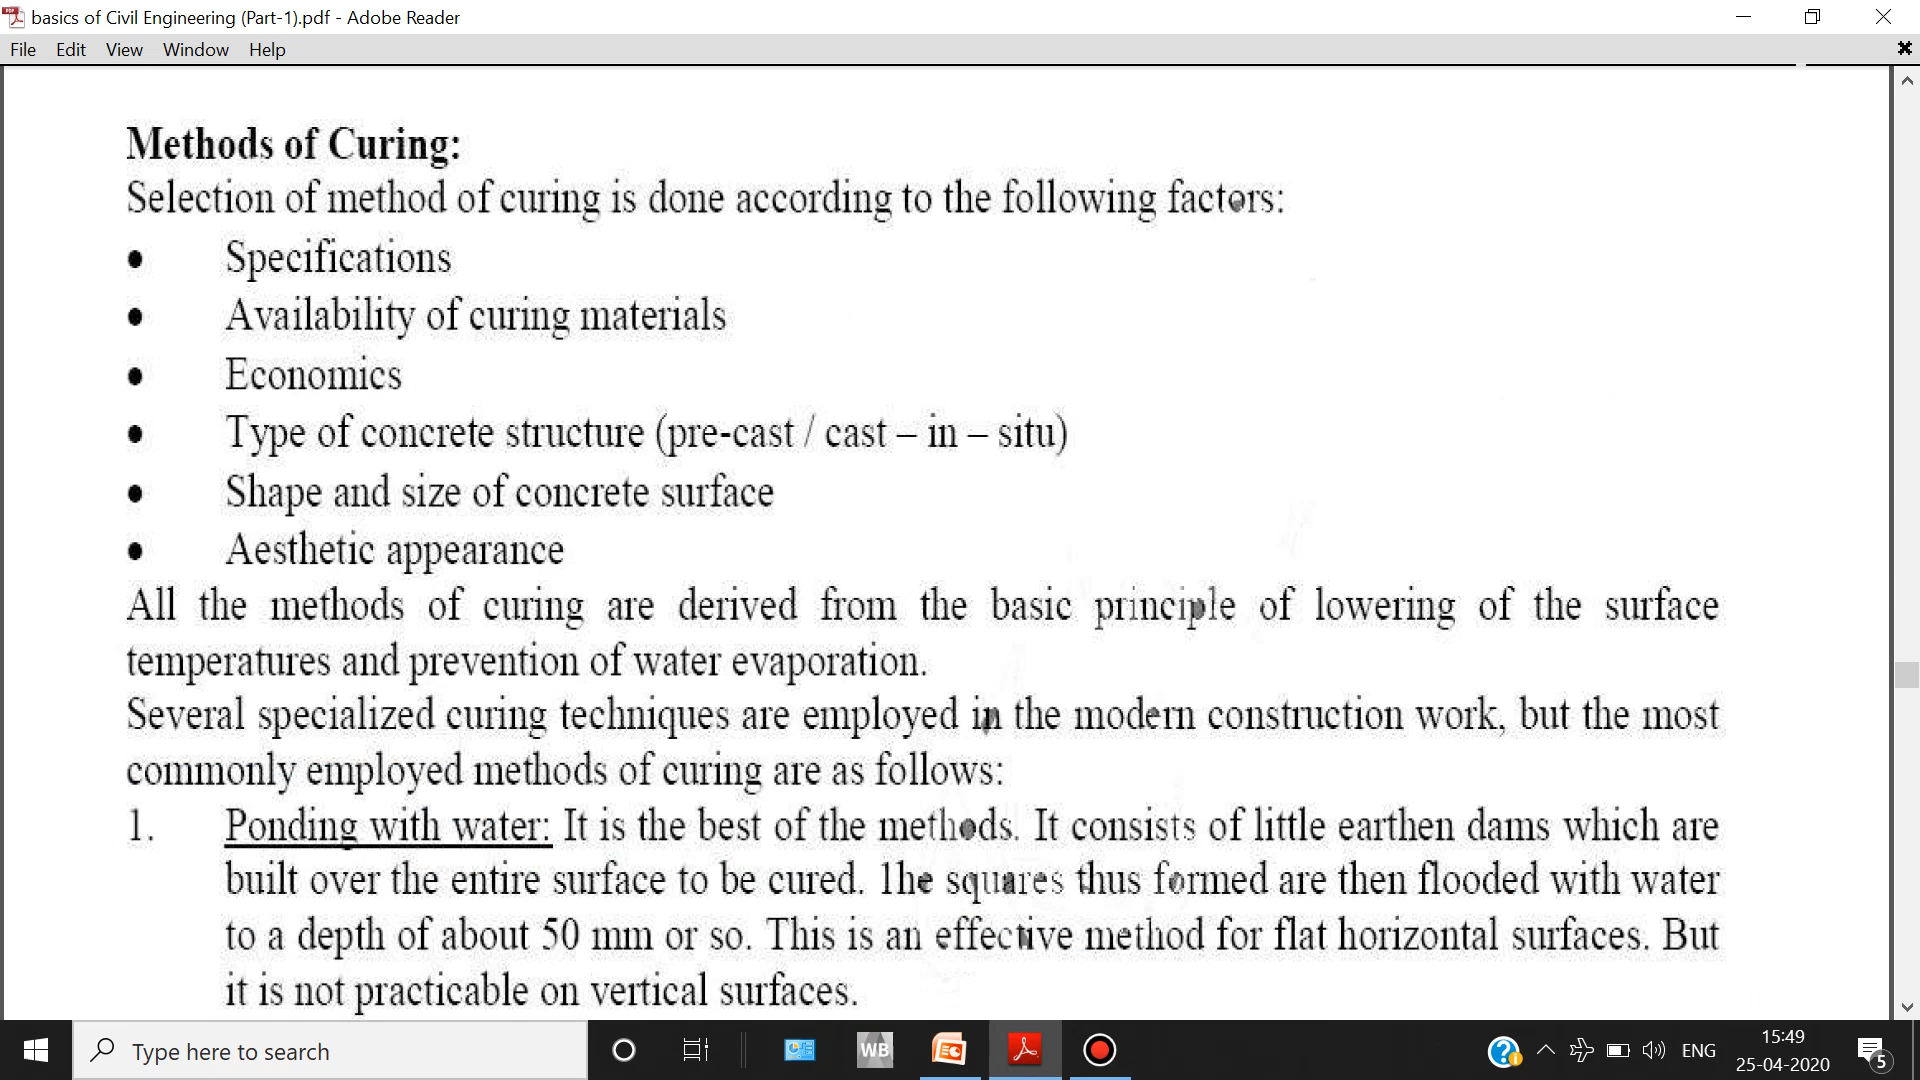 basics of Civil Engineering (Part-1).pdf - Adobe Reader
File Edit View Window Help
Methods of Curing:
Selection of method of curing is done according to the following factors:
• Specifications
• Availability of curing materials
• Economics
• Type of concrete structure (pre-cast / cast – in – situ)
• Shape and size of concrete surface
• Aesthetic appearance
All the methods of curing are derived from the basic principle of lowering of the surface
temperatures and prevention of water evaporation.
Several specialized curing techniques are employed in the modern construction work, but the most
commonly employed methods of curing are as follows:
1. Ponding with water: It is the best of the methods. It consists of little earthen dams which are
built over the entire surface to be cured. The squares thus formed are then flooded with water
to a depth of about 50 mm or so. This is an effective method for flat horizontal surfaces. But
it is not practicable on vertical surfaces.
Type here to search
WB
ENG
15:49
25-04-2020
5